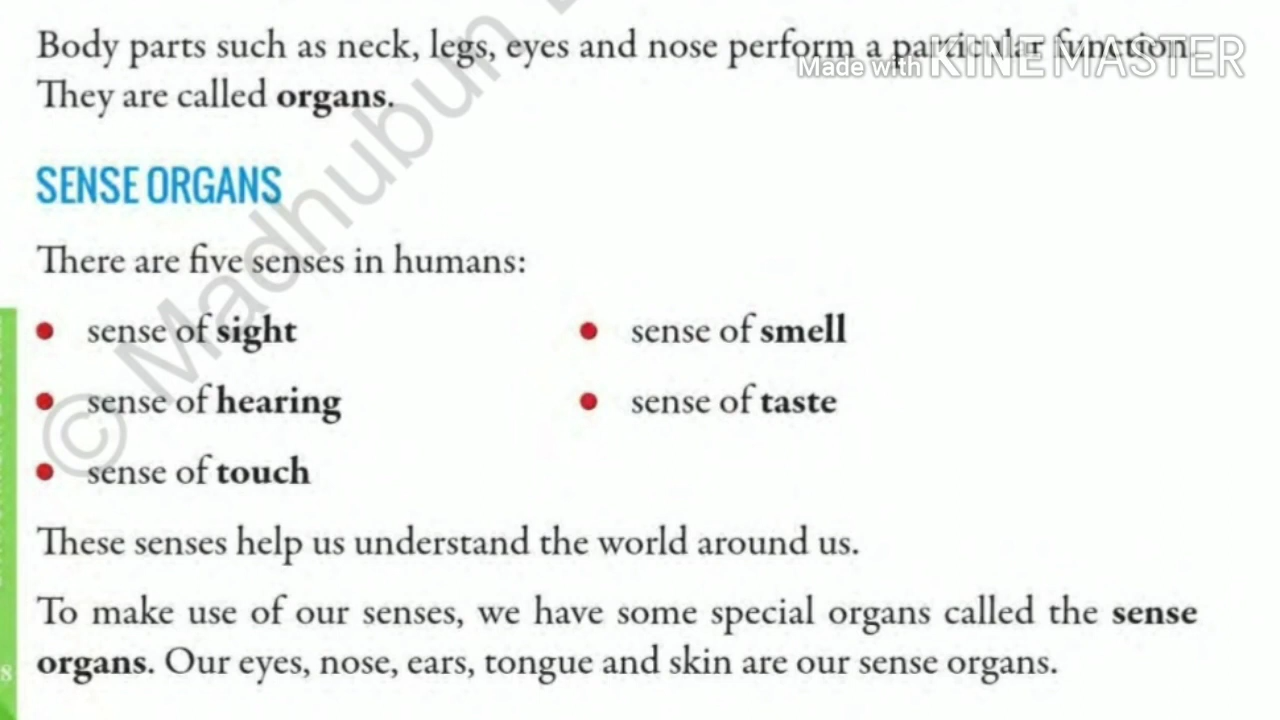 Body parts such as neck, legs, eyes and nose perform a particular function.
Made with KINEMASTER
They are called organs.
© Madhubun
SENSE ORGANS
There are five senses in humans:
• sense of sight
• sense of smell
• sense of hearing
• sense of taste
• sense of touch
These senses help us understand the world around us.
To make use of our senses, we have some special organs called the sense
organs. Our eyes, nose, ears, tongue and skin are our sense organs.
8